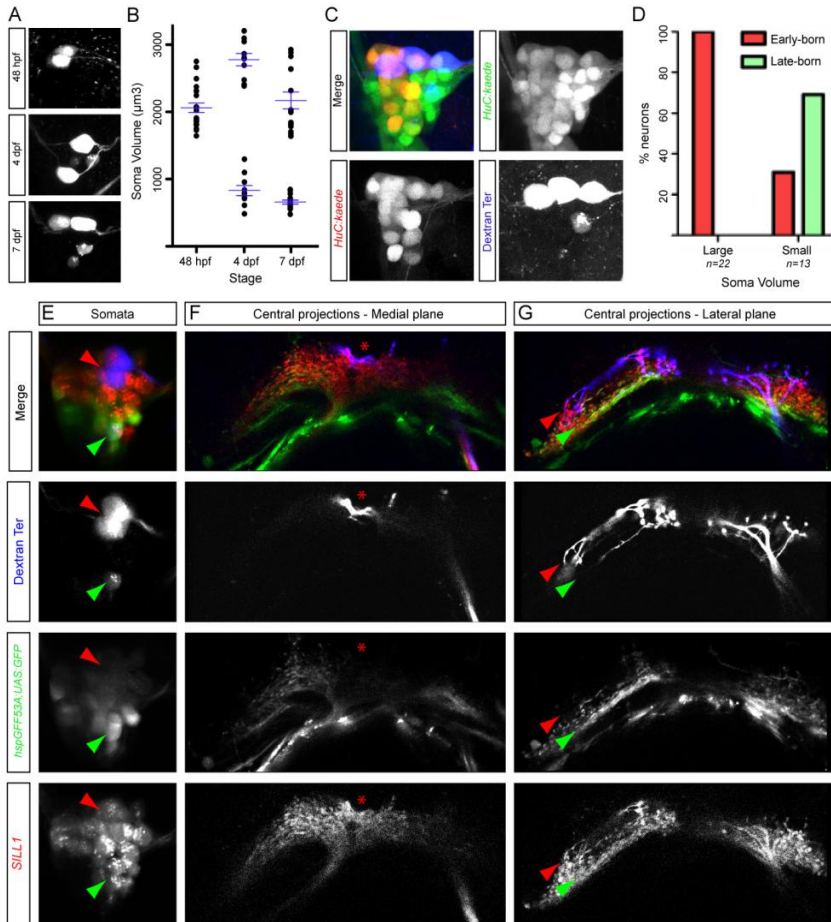 A
48 hpf
4 dpf
7 dpf
B
Soma Volume (µm3)
3000
2000
1000
48 hpf 4 dpf 7 dpf
Stage
C
Merge
HuC:kaede
HuC:kaede
Dextran Ter
D
% neurons
100
80
60
40
20
Early-born
Late-born
Large
n=22
Small
n=13
Soma Volume
E
Somata
F
Central projections - Medial plane
G
Central projections - Lateral plane
Merge
*
Dextran Ter
*
hspGFF53A;UAS:GFP
*
SILL1
*